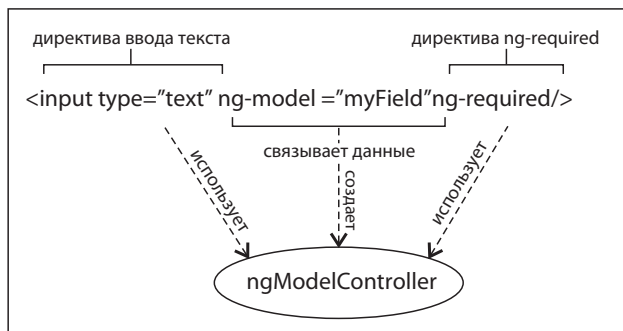 директива ввода текста
директива ng-required
<input type=”text” ng-model =”myField”ng-required/>
связывает данные
использует
создает
использует
ngModelController